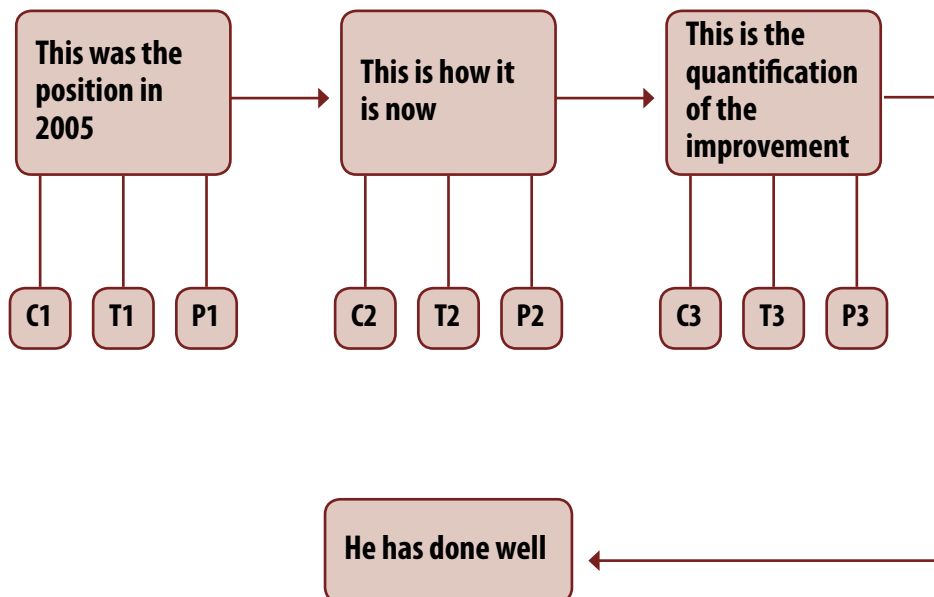 This was the
position in
2005
This is how it
is now
This is the
quantification
of the
improvement
C1 T1 P1 C2 T2 P2 C3 T3 P3
He has done well